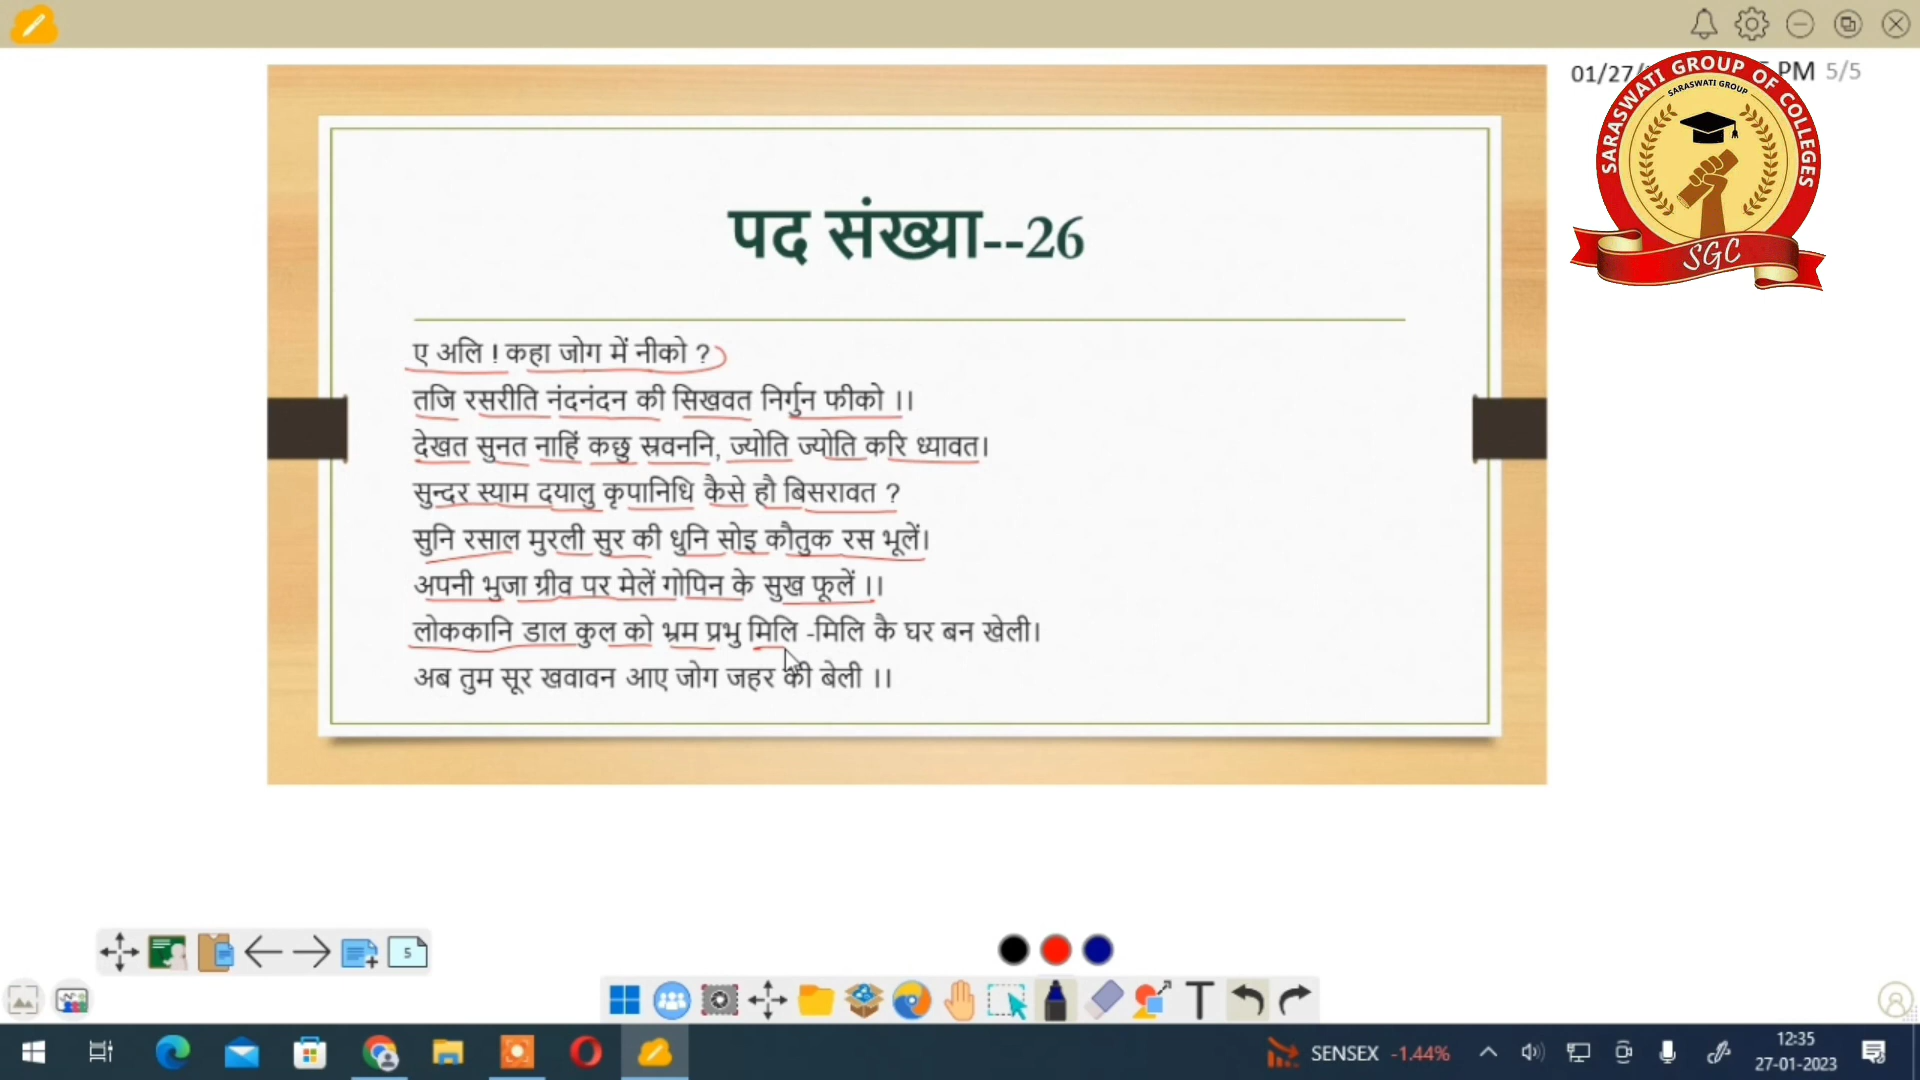 01/27/
PM 5/5
SARASWATI GROUP OF COLLEGES
SARASWATI GROUP
SGC
पद संख्या--26
ए अलि ! कहा जोग में नीको ?
तजि रसरीति नंदनंदन की सिखवत निर्गुन फीको ।।
देखत सुनत नाहिं कछु स्रवननि, ज्योति ज्योति करि ध्यावत।
सुन्दर स्याम दयालु कृपानिधि कैसे हौ बिसरावत ?
सुनि रसाल मुरली सुर की धुनि सोइ कौतुक रस भूलें।
अपनी भुजा ग्रीव पर मेलें गोपिन के सुख फूलें ।।
लोककानि डाल कुल को भ्रम प्रभु मिलि -मिलि कै घर बन खेली।
अब तुम सूर खवावन आए जोग जहर की बेली ।।
5
T
SENSEX -1.44%
12:35
27-01-2023